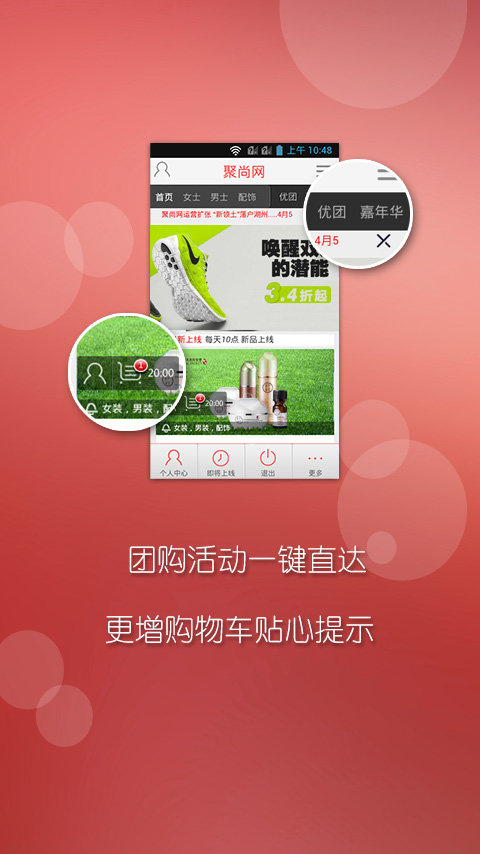 上午 10:48
聚尚网
首页 女士 男士 配饰 优团
优团 嘉年华
聚尚网运营扩张 “新领土”落户湖州....4月5
4月5
唤醒双
的潜能
3.4折起
新上线 每天10点 新品上线
1
20:00
女装，男装，配
1
20:00
女装，男装，配饰
个人中心 即将上线 退出 更多
团购活动一键直达
更增购物车贴心提示